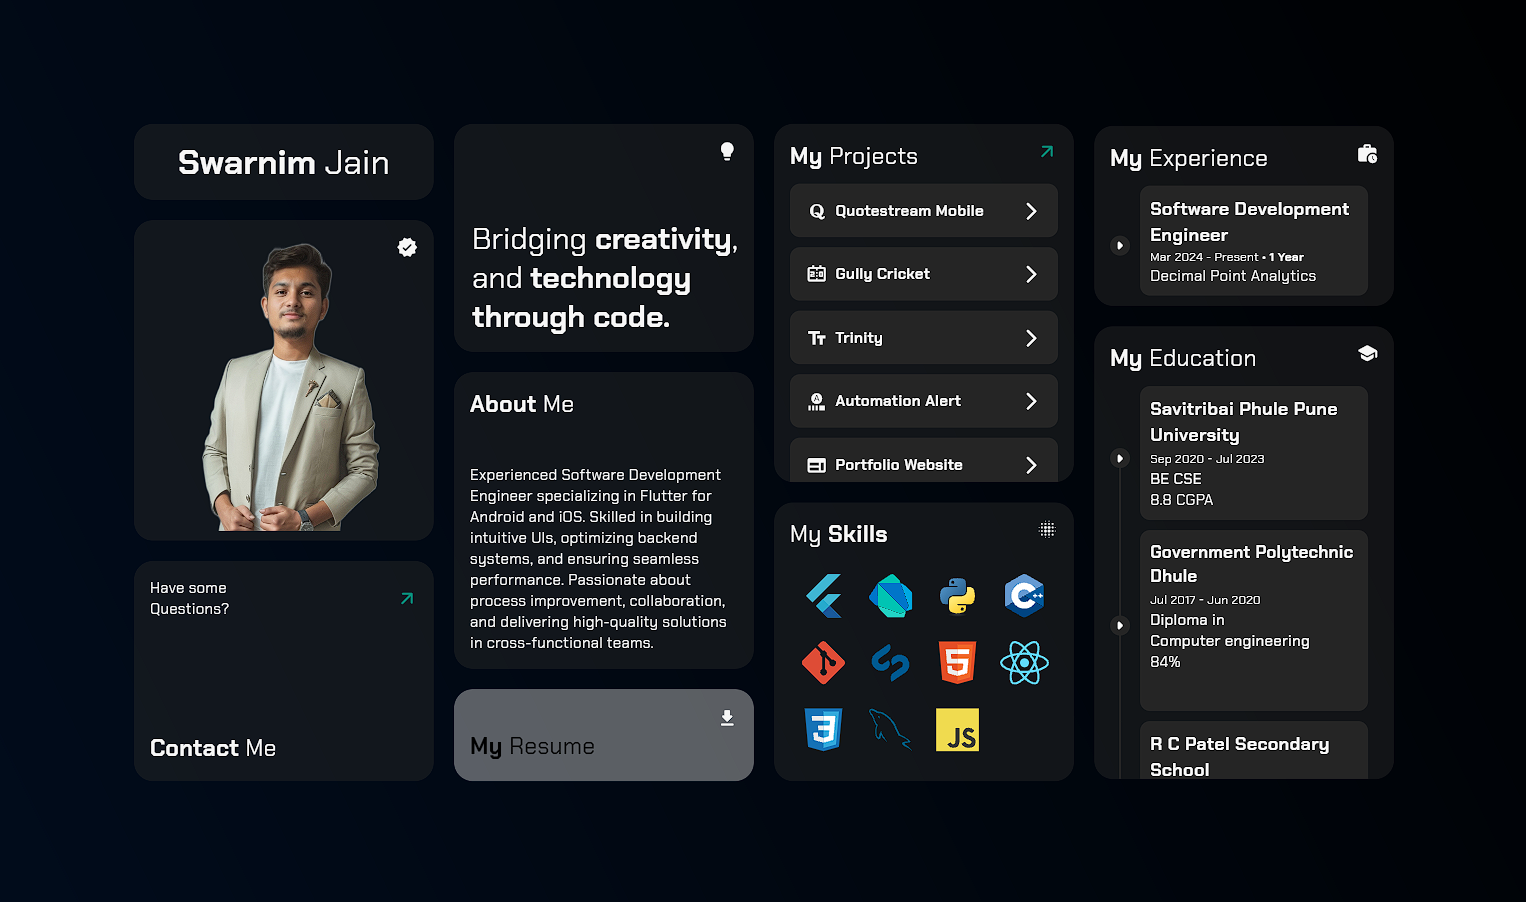 Swarnim Jain
Have some
Questions?
Contact Me
Bridging creativity,
and technology
through code.
About Me
Experienced Software Development
Engineer specializing in Flutter for
Android and iOS. Skilled in building
intuitive UIs, optimizing backend
systems, and ensuring seamless
performance. Passionate about
process improvement, collaboration,
and delivering high-quality solutions
in cross-functional teams.
My Resume
My Projects
Quotestream Mobile
Gully Cricket
Trinity
Automation Alert
Portfolio Website
My Skills
C++
5
3
JS
My Experience
Software Development
Engineer
Mar 2024 - Present • 1 Year
Decimal Point Analytics
My Education
Savitribai Phule Pune
University
Sep 2020 - Jul 2023
BE CSE
8.8 CGPA
Government Polytechnic
Dhule
Jul 2017 - Jun 2020
Diploma in
Computer engineering
84%
R C Patel Secondary
School